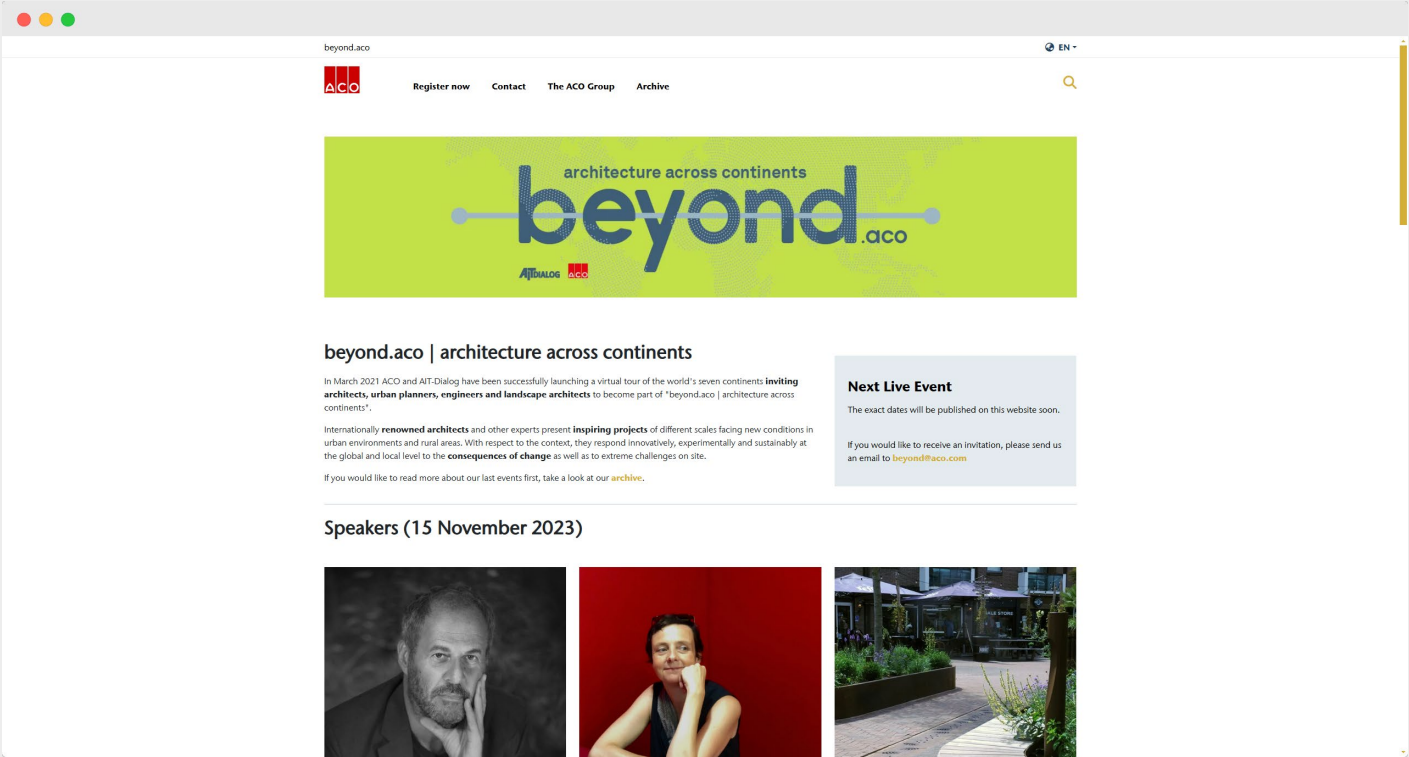 beyond.aco
EN
ACO
Register now
Contact
The ACO Group
Archive
architecture across continents
beyond.aco
AITDIALOG
ACO
beyond.aco | architecture across continents
In March 2021 ACO and AIT-Dialog have been successfully launching a virtual tour of the world's seven continents inviting
architects, urban planners, engineers and landscape architects to become part of "beyond.aco | architecture across
continents".
Internationally renowned architects and other experts present inspiring projects of different scales facing new conditions in
urban environments and rural areas. With respect to the context, they respond innovatively, experimentally and sustainably at
the global and local level to the consequences of change as well as to extreme challenges on site.
If you would like to read more about our last events first, take a look at our archive.
Next Live Event
The exact dates will be published on this website soon.
If you would like to receive an invitation, please send us
an email to beyond@aco.com
Speakers (15 November 2023)
STORE